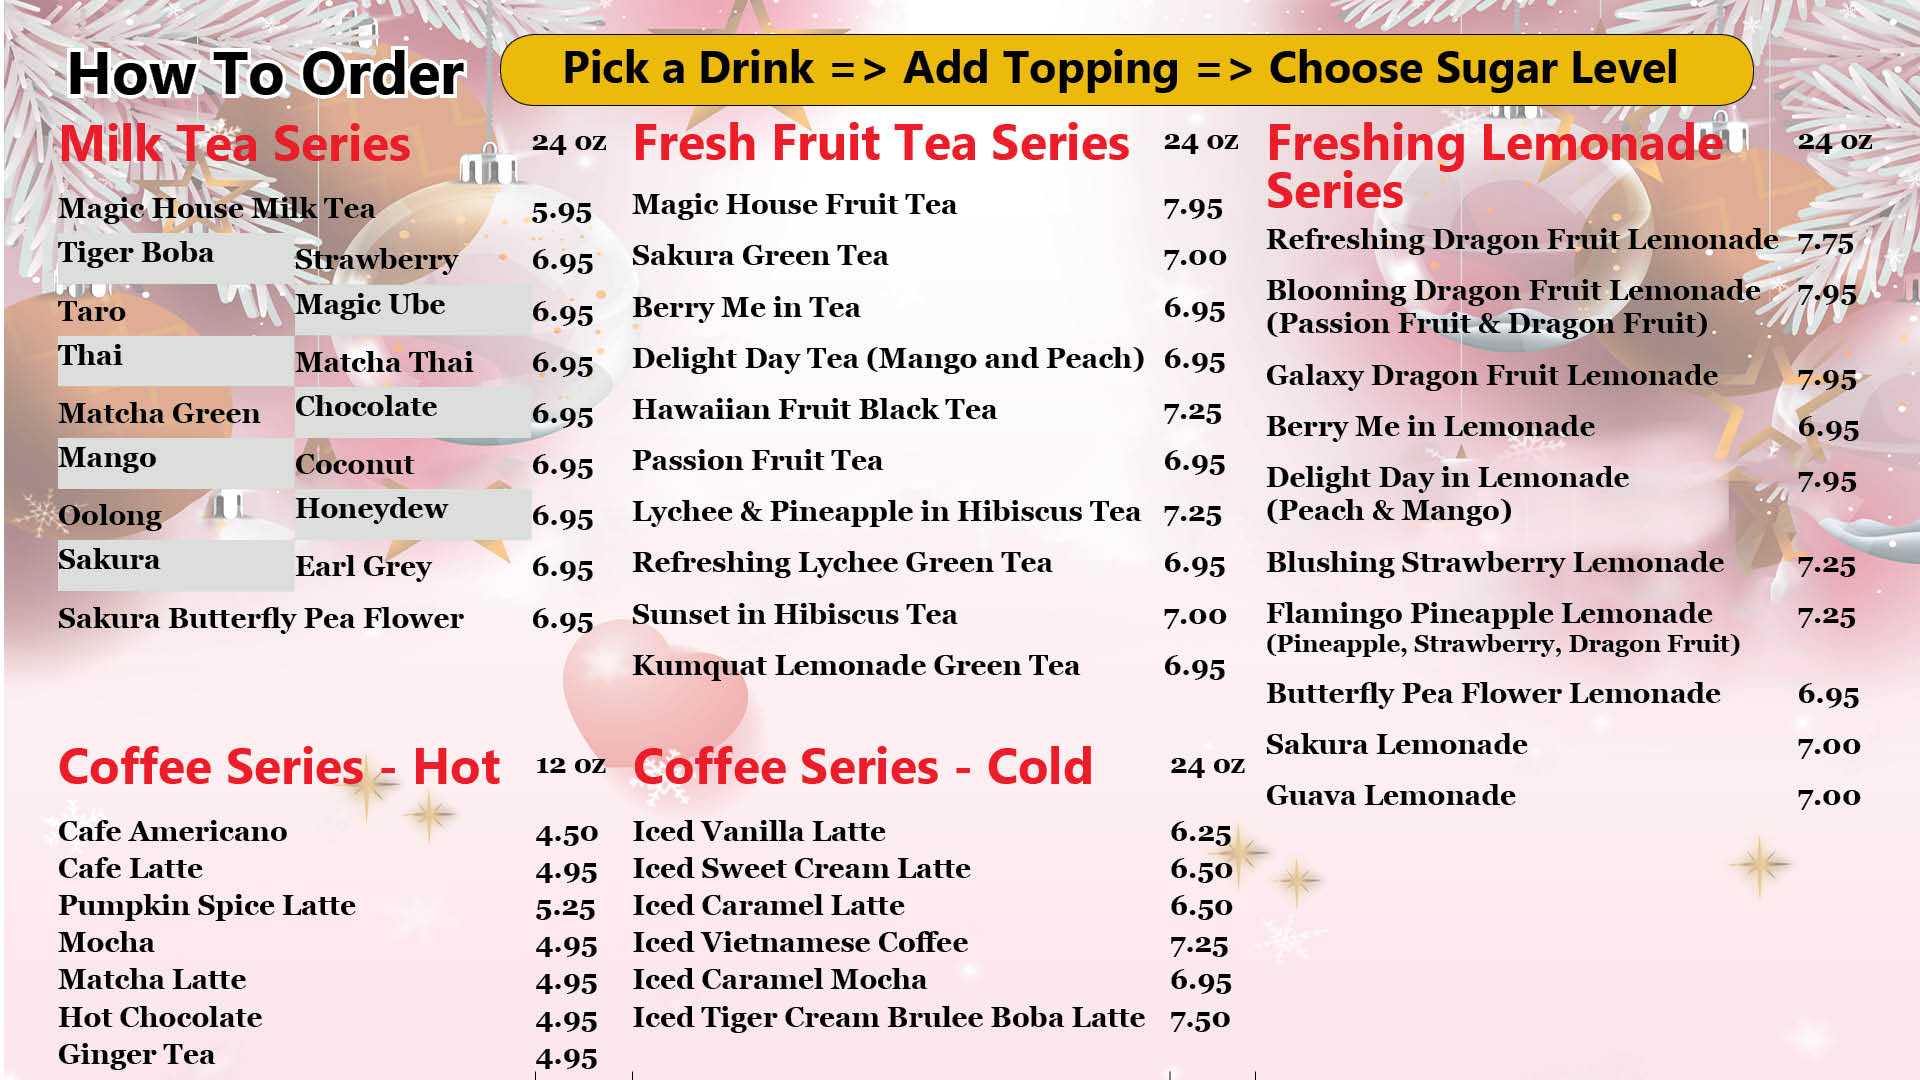 How To Order
Pick a Drink => Add Topping => Choose Sugar Level
Milk Tea Series 24 oz
Magic House Milk Tea 5.95
Tiger Boba Strawberry 6.95
Taro Magic Ube 6.95
Thai Matcha Thai 6.95
Matcha Green Chocolate 6.95
Mango Coconut 6.95
Oolong Honeydew 6.95
Sakura Earl Grey 6.95
Sakura Butterfly Pea Flower 6.95
Fresh Fruit Tea Series 24 oz
Magic House Fruit Tea 7.95
Sakura Green Tea 7.00
Berry Me in Tea 6.95
Delight Day Tea (Mango and Peach) 6.95
Hawaiian Fruit Black Tea 7.25
Passion Fruit Tea 6.95
Lychee & Pineapple in Hibiscus Tea 7.25
Refreshing Lychee Green Tea 6.95
Sunset in Hibiscus Tea 7.00
Kumquat Lemonade Green Tea 6.95
Freshing Lemonade 24 oz
Series
Refreshing Dragon Fruit Lemonade 7.75
Blooming Dragon Fruit Lemonade 7.95
(Passion Fruit & Dragon Fruit)
Galaxy Dragon Fruit Lemonade 7.95
Berry Me in Lemonade 6.95
Delight Day in Lemonade 7.95
(Peach & Mango)
Blushing Strawberry Lemonade 7.25
Flamingo Pineapple Lemonade 7.25
(Pineapple, Strawberry, Dragon Fruit)
Butterfly Pea Flower Lemonade 6.95
Sakura Lemonade 7.00
Guava Lemonade 7.00
Coffee Series - Hot 12 oz
Cafe Americano 4.50
Cafe Latte 4.95
Pumpkin Spice Latte 5.25
Mocha 4.95
Matcha Latte 4.95
Hot Chocolate 4.95
Ginger Tea 4.95
Coffee Series - Cold 24 oz
Iced Vanilla Latte 6.25
Iced Sweet Cream Latte 6.50
Iced Caramel Latte 6.50
Iced Vietnamese Coffee 7.25
Iced Caramel Mocha 6.95
Iced Tiger Cream Brulee Boba Latte 7.50